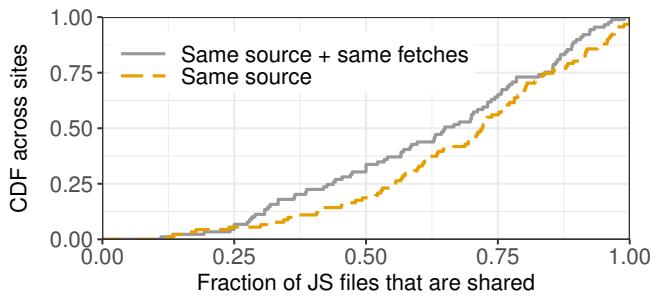 1.00
0.75
0.50
0.25
0.00
CDF across sites
Same source + same fetches
Same source
0.00 0.25 0.50 0.75 1.00
Fraction of JS files that are shared